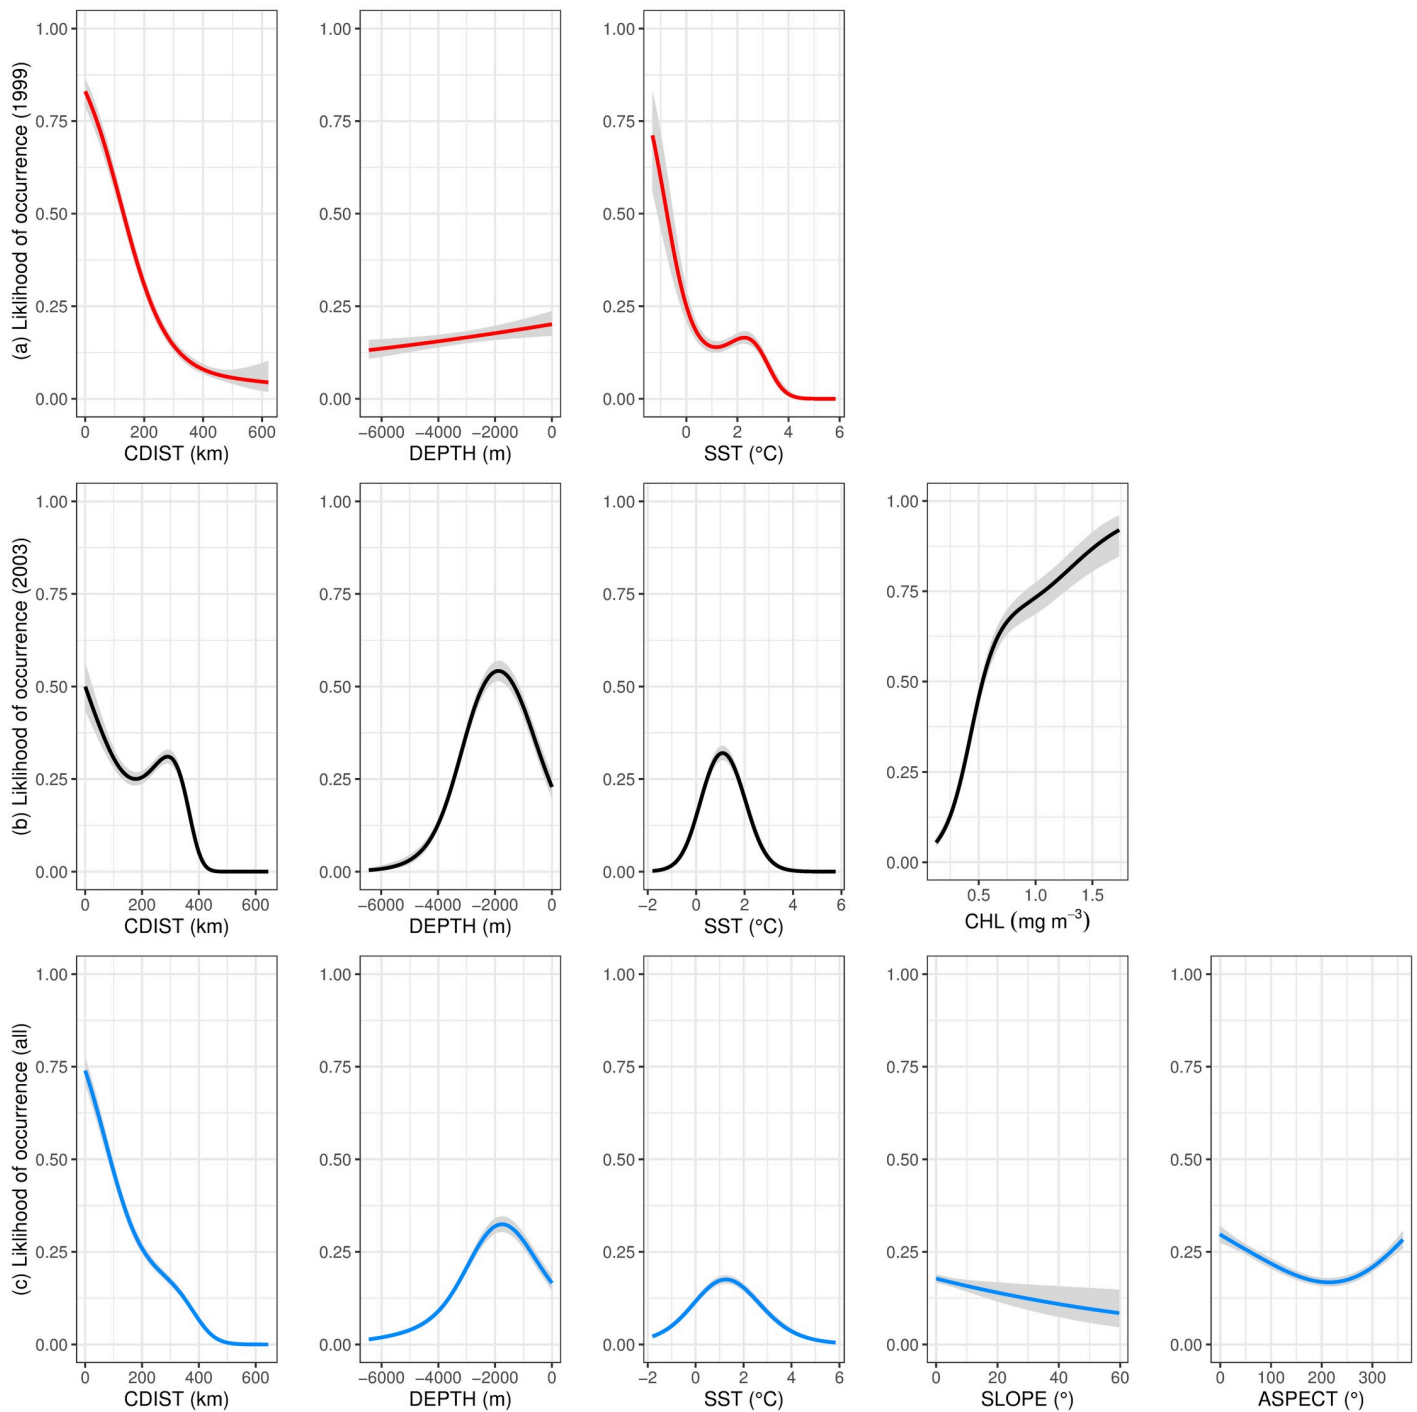 (a) Liklihood of occurrence (1999)
1.00
0.75
0.50
0.25
0.00
0 200 400 600
CDIST (km)
1.00
0.75
0.50
0.25
0.00
−6000 −4000 −2000 0
DEPTH (m)
1.00
0.75
0.50
0.25
0.00
0 2 4 6
SST (°C)
(b) Liklihood of occurrence (2003)
1.00
0.75
0.50
0.25
0.00
0 200 400 600
CDIST (km)
1.00
0.75
0.50
0.25
0.00
−6000 −4000 −2000 0
DEPTH (m)
1.00
0.75
0.50
0.25
0.00
−2 0 2 4 6
SST (°C)
1.00
0.75
0.50
0.25
0.00
0.5 1.0 1.5
CHL (mg m⁻³)
(c) Liklihood of occurrence (all)
1.00
0.75
0.50
0.25
0.00
0 200 400 600
CDIST (km)
1.00
0.75
0.50
0.25
0.00
−6000 −4000 −2000 0
DEPTH (m)
1.00
0.75
0.50
0.25
0.00
−2 0 2 4 6
SST (°C)
1.00
0.75
0.50
0.25
0.00
0 20 40 60
SLOPE (°)
1.00
0.75
0.50
0.25
0.00
0 100 200 300
ASPECT (°)